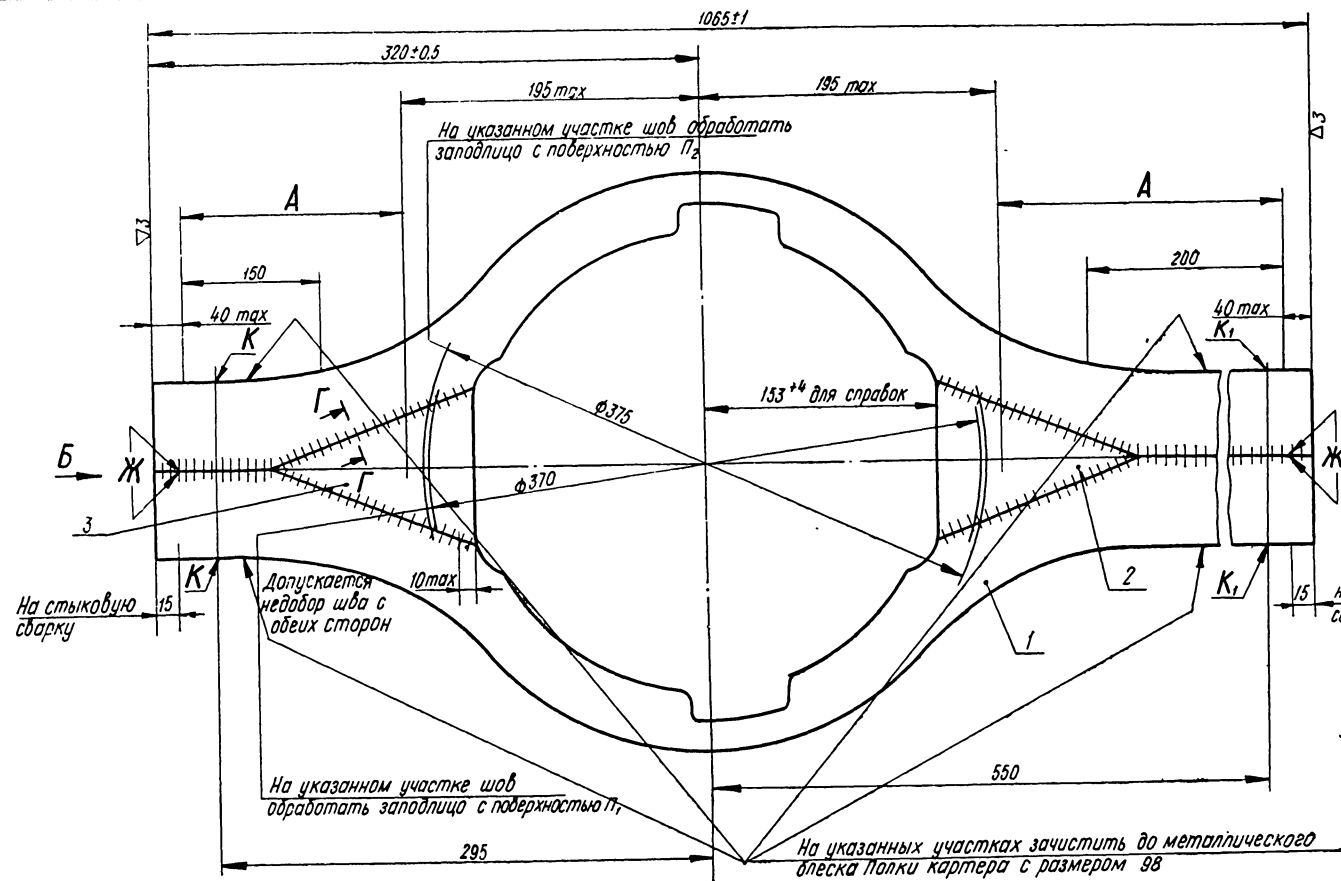 1065±1
320±0.5
195 max
195 max
На указанном участке шов обработать
заподлицо с поверхностью П₂
▽3
△3
А
А
150
200
40 max
40 max
К
К₁
Г
Г
153⁺⁴ для справок
Ф375
Ф370
Б
Ж
Ж
3
К
К₁
Допускается
недобор шва с
обеих сторон
10max
2
1
На стыковую
сварку
15
15
550
На указанном участке шов
обработать заподлицо с поверхностью П₁
295
На указанных участках зачистить до металлического
блеска Полки картера с размером 98